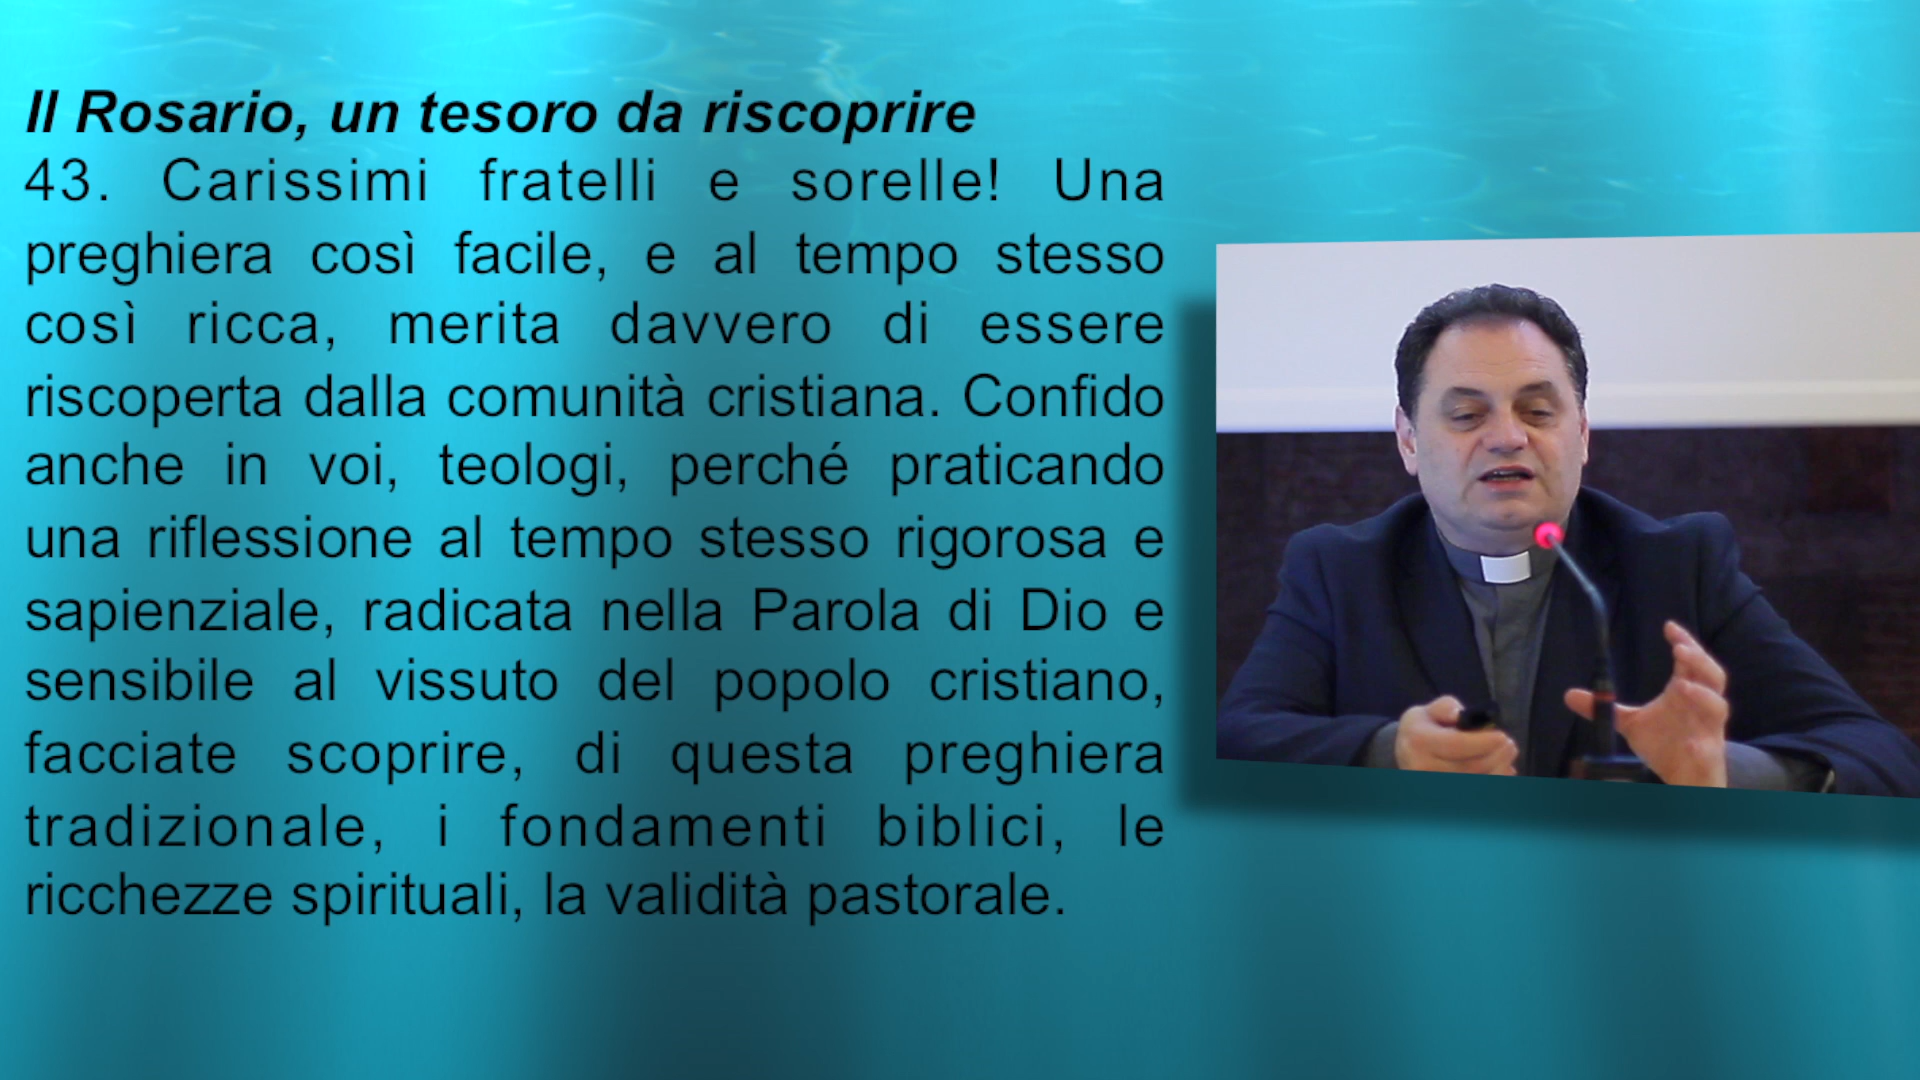 Il Rosario, un tesoro da riscoprire
43. Carissimi fratelli e sorelle! Una
preghiera così facile, e al tempo stesso
così ricca, merita davvero di essere
riscoperta dalla comunità cristiana. Confido
anche in voi, teologi, perché praticando
una riflessione al tempo stesso rigorosa e
sapienziale, radicata nella Parola di Dio e
sensibile al vissuto del popolo cristiano,
facciate scoprire, di questa preghiera
tradizionale, i fondamenti biblici, le
ricchezze spirituali, la validità pastorale.